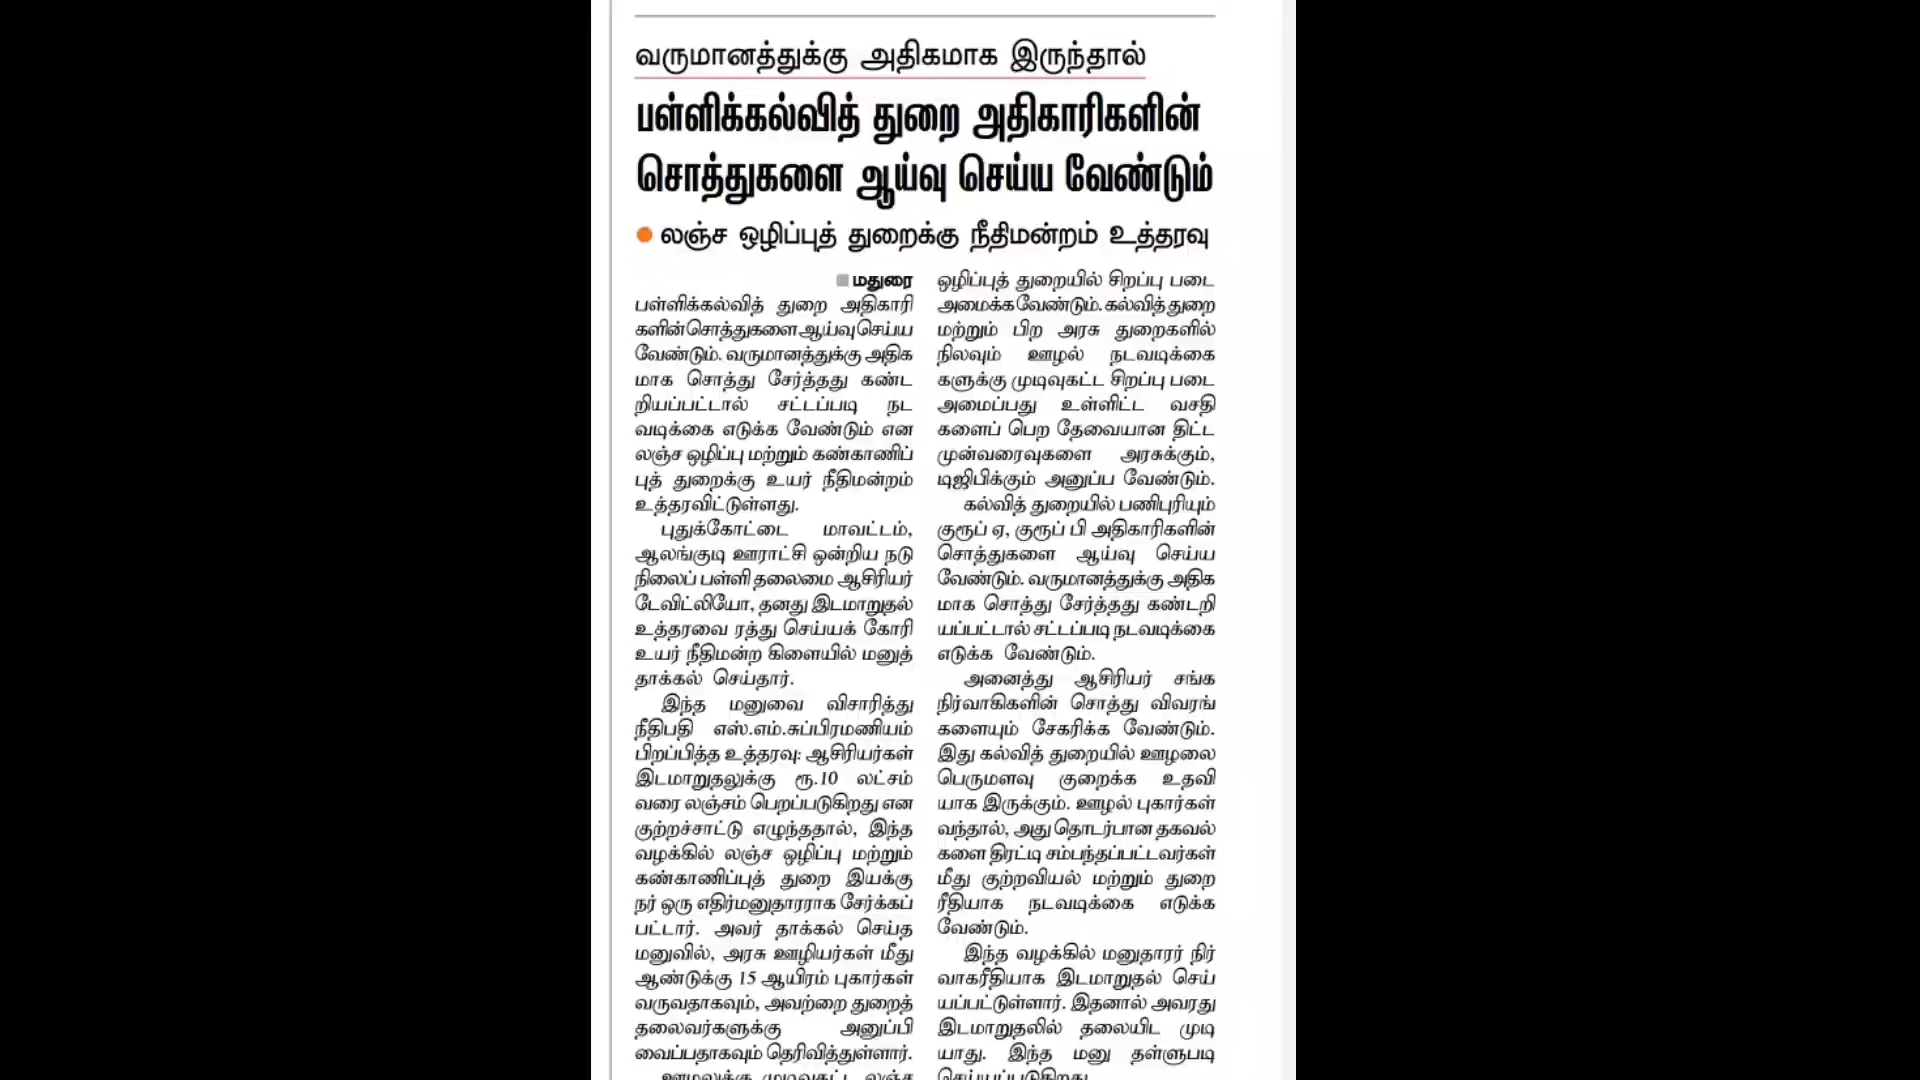 வருமானத்துக்கு அதிகமாக இருந்தால்
பள்ளிக்கல்வித் துறை அதிகாரிகளின்
சொத்துகளை ஆய்வு செய்ய வேண்டும்
லஞ்ச ஒழிப்புத் துறைக்கு நீதிமன்றம் உத்தரவு
மதுரை
பள்ளிக்கல்வித் துறை அதிகாரி
களின் சொத்துகளை ஆய்வு செய்ய
வேண்டும். வருமானத்துக்கு அதிக
மாக சொத்து சேர்த்தது கண்ட
றியப்பட்டால் சட்டப்படி நட
வடிக்கை எடுக்க வேண்டும் என
லஞ்ச ஒழிப்பு மற்றும் கண்காணிப்
புத் துறைக்கு உயர் நீதிமன்றம்
உத்தரவிட்டுள்ளது.
புதுக்கோட்டை மாவட்டம்,
ஆலங்குடி ஊராட்சி ஒன்றிய நடு
நிலைப் பள்ளி தலைமை ஆசிரியர்
டேவிட்லியோ, தனது இடமாறுதல்
உத்தரவை ரத்து செய்யக் கோரி
உயர் நீதிமன்ற கிளையில் மனுத்
தாக்கல் செய்தார்.
இந்த மனுவை விசாரித்து
நீதிபதி எஸ்.எம்.சுப்பிரமணியம்
பிறப்பித்த உத்தரவு: ஆசிரியர்கள்
இடமாறுதலுக்கு ரூ.10 லட்சம்
வரை லஞ்சம் பெறப்படுகிறது என
குற்றச்சாட்டு எழுந்ததால், இந்த
வழக்கில் லஞ்ச ஒழிப்பு மற்றும்
கண்காணிப்புத் துறை இயக்கு
நர் ஒரு எதிர்மனுதாரராக சேர்க்கப்
பட்டார். அவர் தாக்கல் செய்த
மனுவில், அரசு ஊழியர்கள் மீது
ஆண்டுக்கு 15 ஆயிரம் புகார்கள்
வருவதாகவும், அவற்றை துறைத்
தலைவர்களுக்கு அனுப்பி
வைப்பதாகவும் தெரிவித்துள்ளார்.
ஊழலுக்கு முடிவுகட்ட லஞ்ச
ஒழிப்புத் துறையில் சிறப்பு படை
அமைக்க வேண்டும். கல்வித் துறை
மற்றும் பிற அரசு துறைகளில்
நிலவும் ஊழல் நடவடிக்கை
களுக்கு முடிவுகட்ட சிறப்பு படை
அமைப்பது உள்ளிட்ட வசதி
களைப் பெற தேவையான திட்ட
முன்வரைவுகளை அரசுக்கும்,
டிஜிபிக்கும் அனுப்ப வேண்டும்.
கல்வித் துறையில் பணிபுரியும்
குரூப் ஏ, குரூப் பி அதிகாரிகளின்
சொத்துகளை ஆய்வு செய்ய
வேண்டும். வருமானத்துக்கு அதிக
மாக சொத்து சேர்த்தது கண்டறி
யப்பட்டால் சட்டப்படி நடவடிக்கை
எடுக்க வேண்டும்.
அனைத்து ஆசிரியர் சங்க
நிர்வாகிகளின் சொத்து விவரங்
களையும் சேகரிக்க வேண்டும்.
இது கல்வித் துறையில் ஊழலை
பெருமளவு குறைக்க உதவி
யாக இருக்கும். ஊழல் புகார்கள்
வந்தால், அது தொடர்பான தகவல்
களை திரட்டி சம்பந்தப்பட்டவர்கள்
மீது குற்றவியல் மற்றும் துறை
ரீதியாக நடவடிக்கை எடுக்க
வேண்டும்.
இந்த வழக்கில் மனுதாரர் நிர்
வாகரீதியாக இடமாறுதல் செய்
யப்பட்டுள்ளார். இதனால் அவரது
இடமாறுதலில் தலையிட முடி
யாது. இந்த மனு தள்ளுபடி
செய்யப்படுகிறது